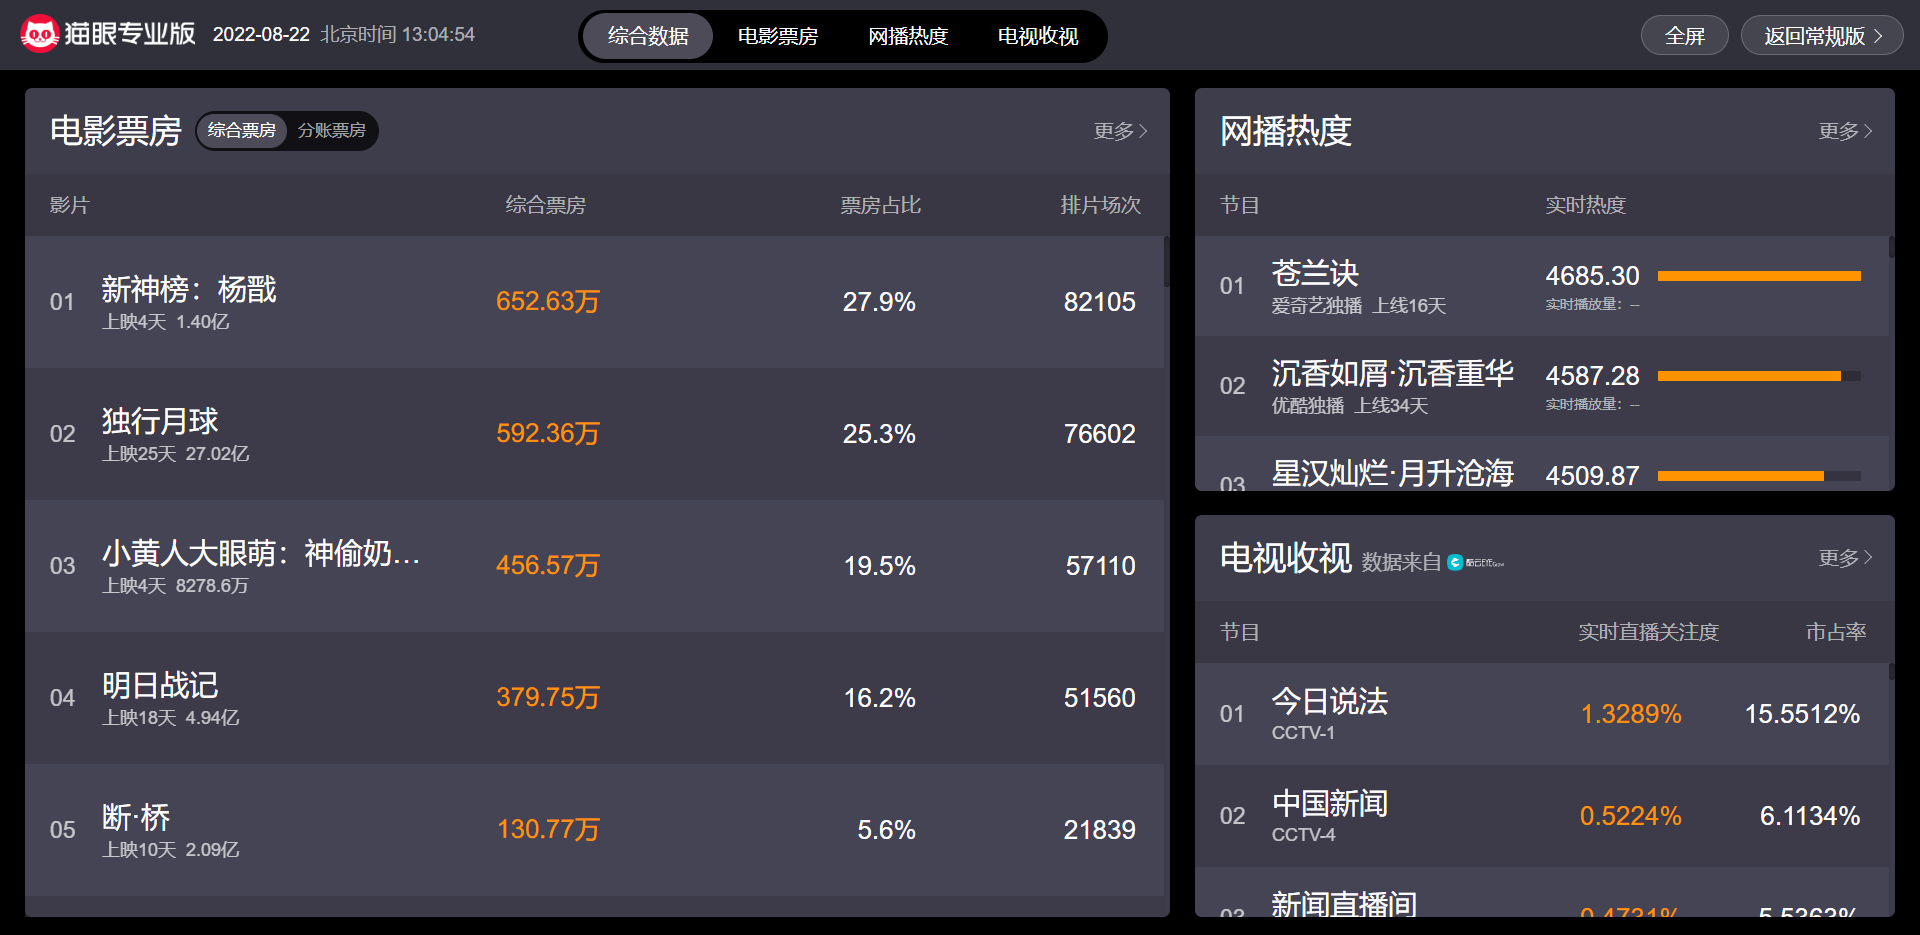 猫眼专业版 2022-08-22 北京时间 13:04:54 综合数据 电影票房 网播热度 电视收视 全屏 返回常规版
电影票房 综合票房 分账票房 更多
影片 综合票房 票房占比 排片场次
01 新神榜：杨戬 652.63万 27.9% 82105
上映4天 1.40亿
02 独行月球 592.36万 25.3% 76602
上映25天 27.02亿
03 小黄人大眼萌：神偷奶... 456.57万 19.5% 57110
上映4天 8278.6万
04 明日战记 379.75万 16.2% 51560
上映18天 4.94亿
05 断·桥 130.77万 5.6% 21839
上映10天 2.09亿
网播热度 更多
节目 实时热度
01 苍兰诀 4685.30
爱奇艺独播 上线16天 实时播放量：--
02 沉香如屑·沉香重华 4587.28
优酷独播 上线34天 实时播放量：--
03 星汉灿烂·月升沧海 4509.87
电视收视 数据来自 更多
节目 实时直播关注度 市占率
01 今日说法 1.3289% 15.5512%
CCTV-1
02 中国新闻 0.5224% 6.1134%
CCTV-4
03 新闻直播间 0.4731% 5.5363%